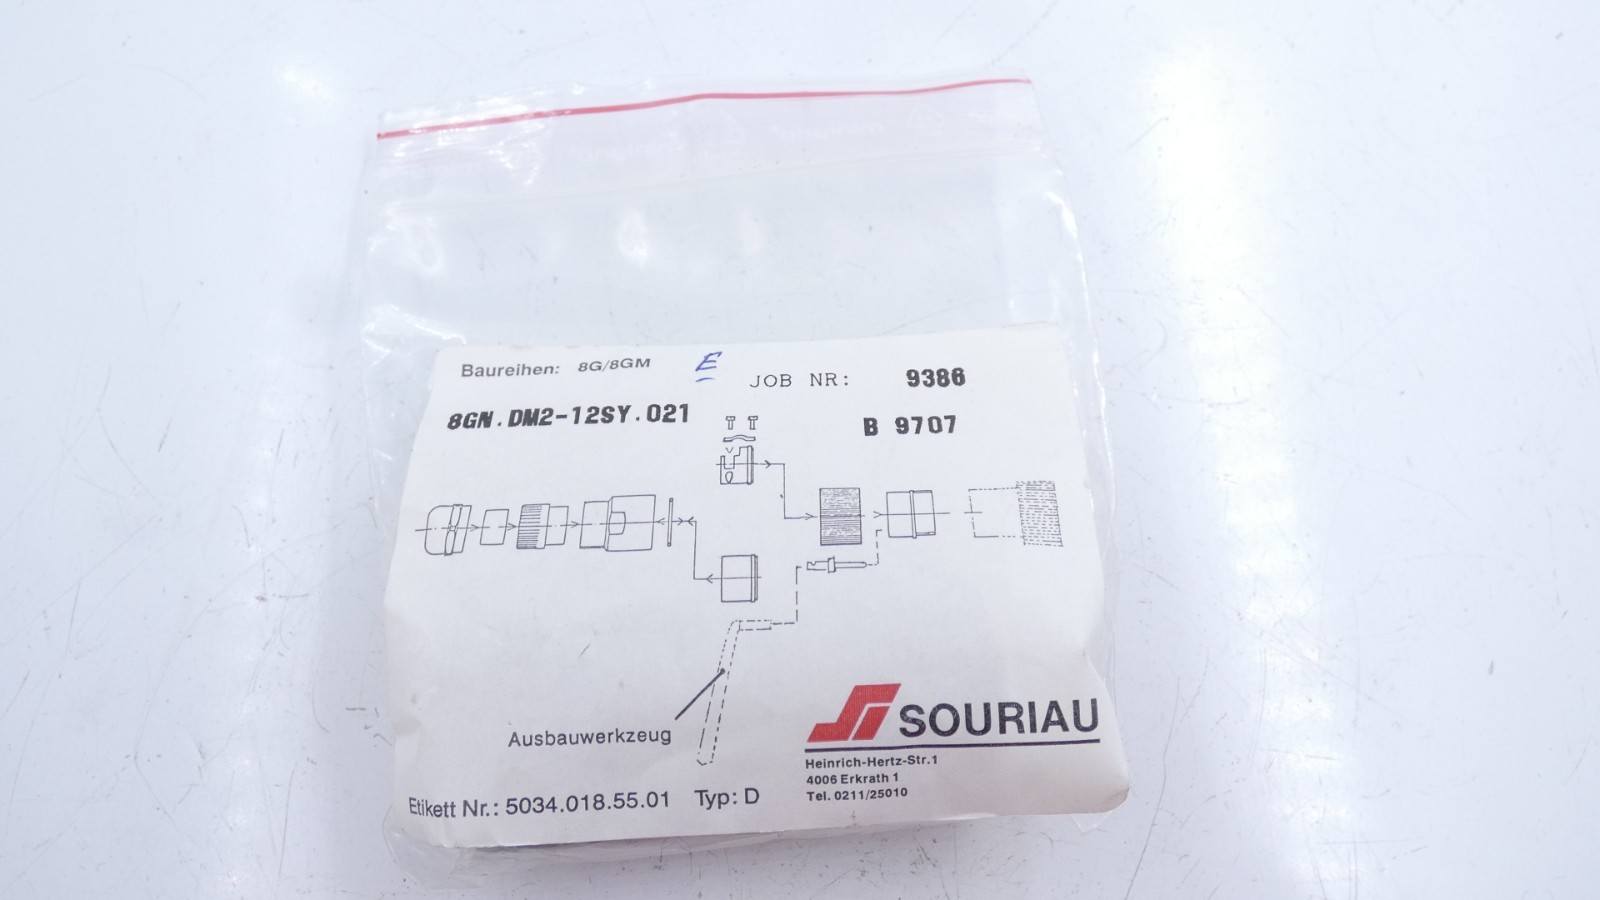 Baureihen: 8G/8GM
E
JOB NR: 9386
8GN.DM2-12SY.021
B 9707
Ausbauwerkzeug
SOURIAU
Heinrich-Hertz-Str.1
4006 Erkrath 1
Tel. 0211/25010
Etikett Nr.: 5034.018.55.01 Typ: D